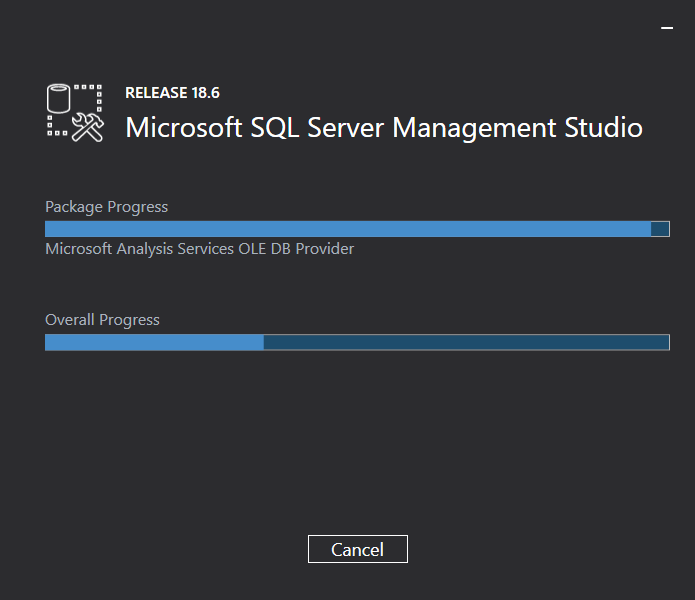 RELEASE 18.6
Microsoft SQL Server Management Studio
Package Progress
Microsoft Analysis Services OLE DB Provider
Overall Progress
Cancel